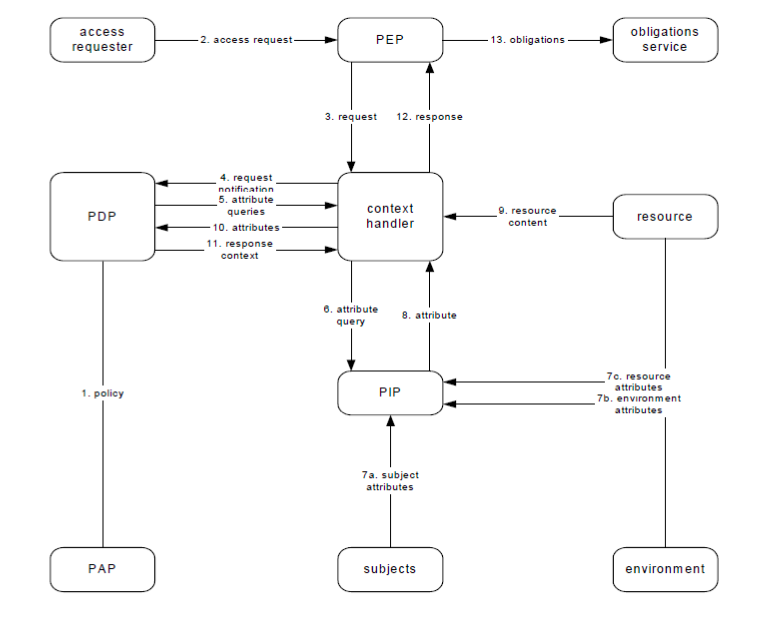 access
requester
2. access request
PEP
13. obligations
obligations
service
3. request
12. response
PDP
4. request
notification
5. attribute
queries
10. attributes
11. response
context
context
handler
9. resource
content
resource
6. attribute
query
8. attribute
1. policy
PIP
7c. resource
attributes
7b. environment
attributes
7a. subject
attributes
PAP
subjects
environment